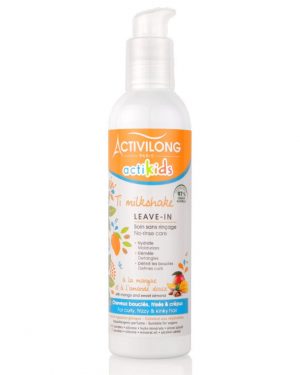 ACTIVILONG
PARIS
actikids
97%
Ti milkshake
LEAVE-IN
Soin sans rinçage
No-rinse care
• Hydrate
Moisturizes
• Démêle
Detangles
• Définit les boucles
Defines curls
à la mangue
& à l'amande douce
with mango and sweet almond
Cheveux bouclés, frisés & crépus
For curly, frizzy & kinky hair